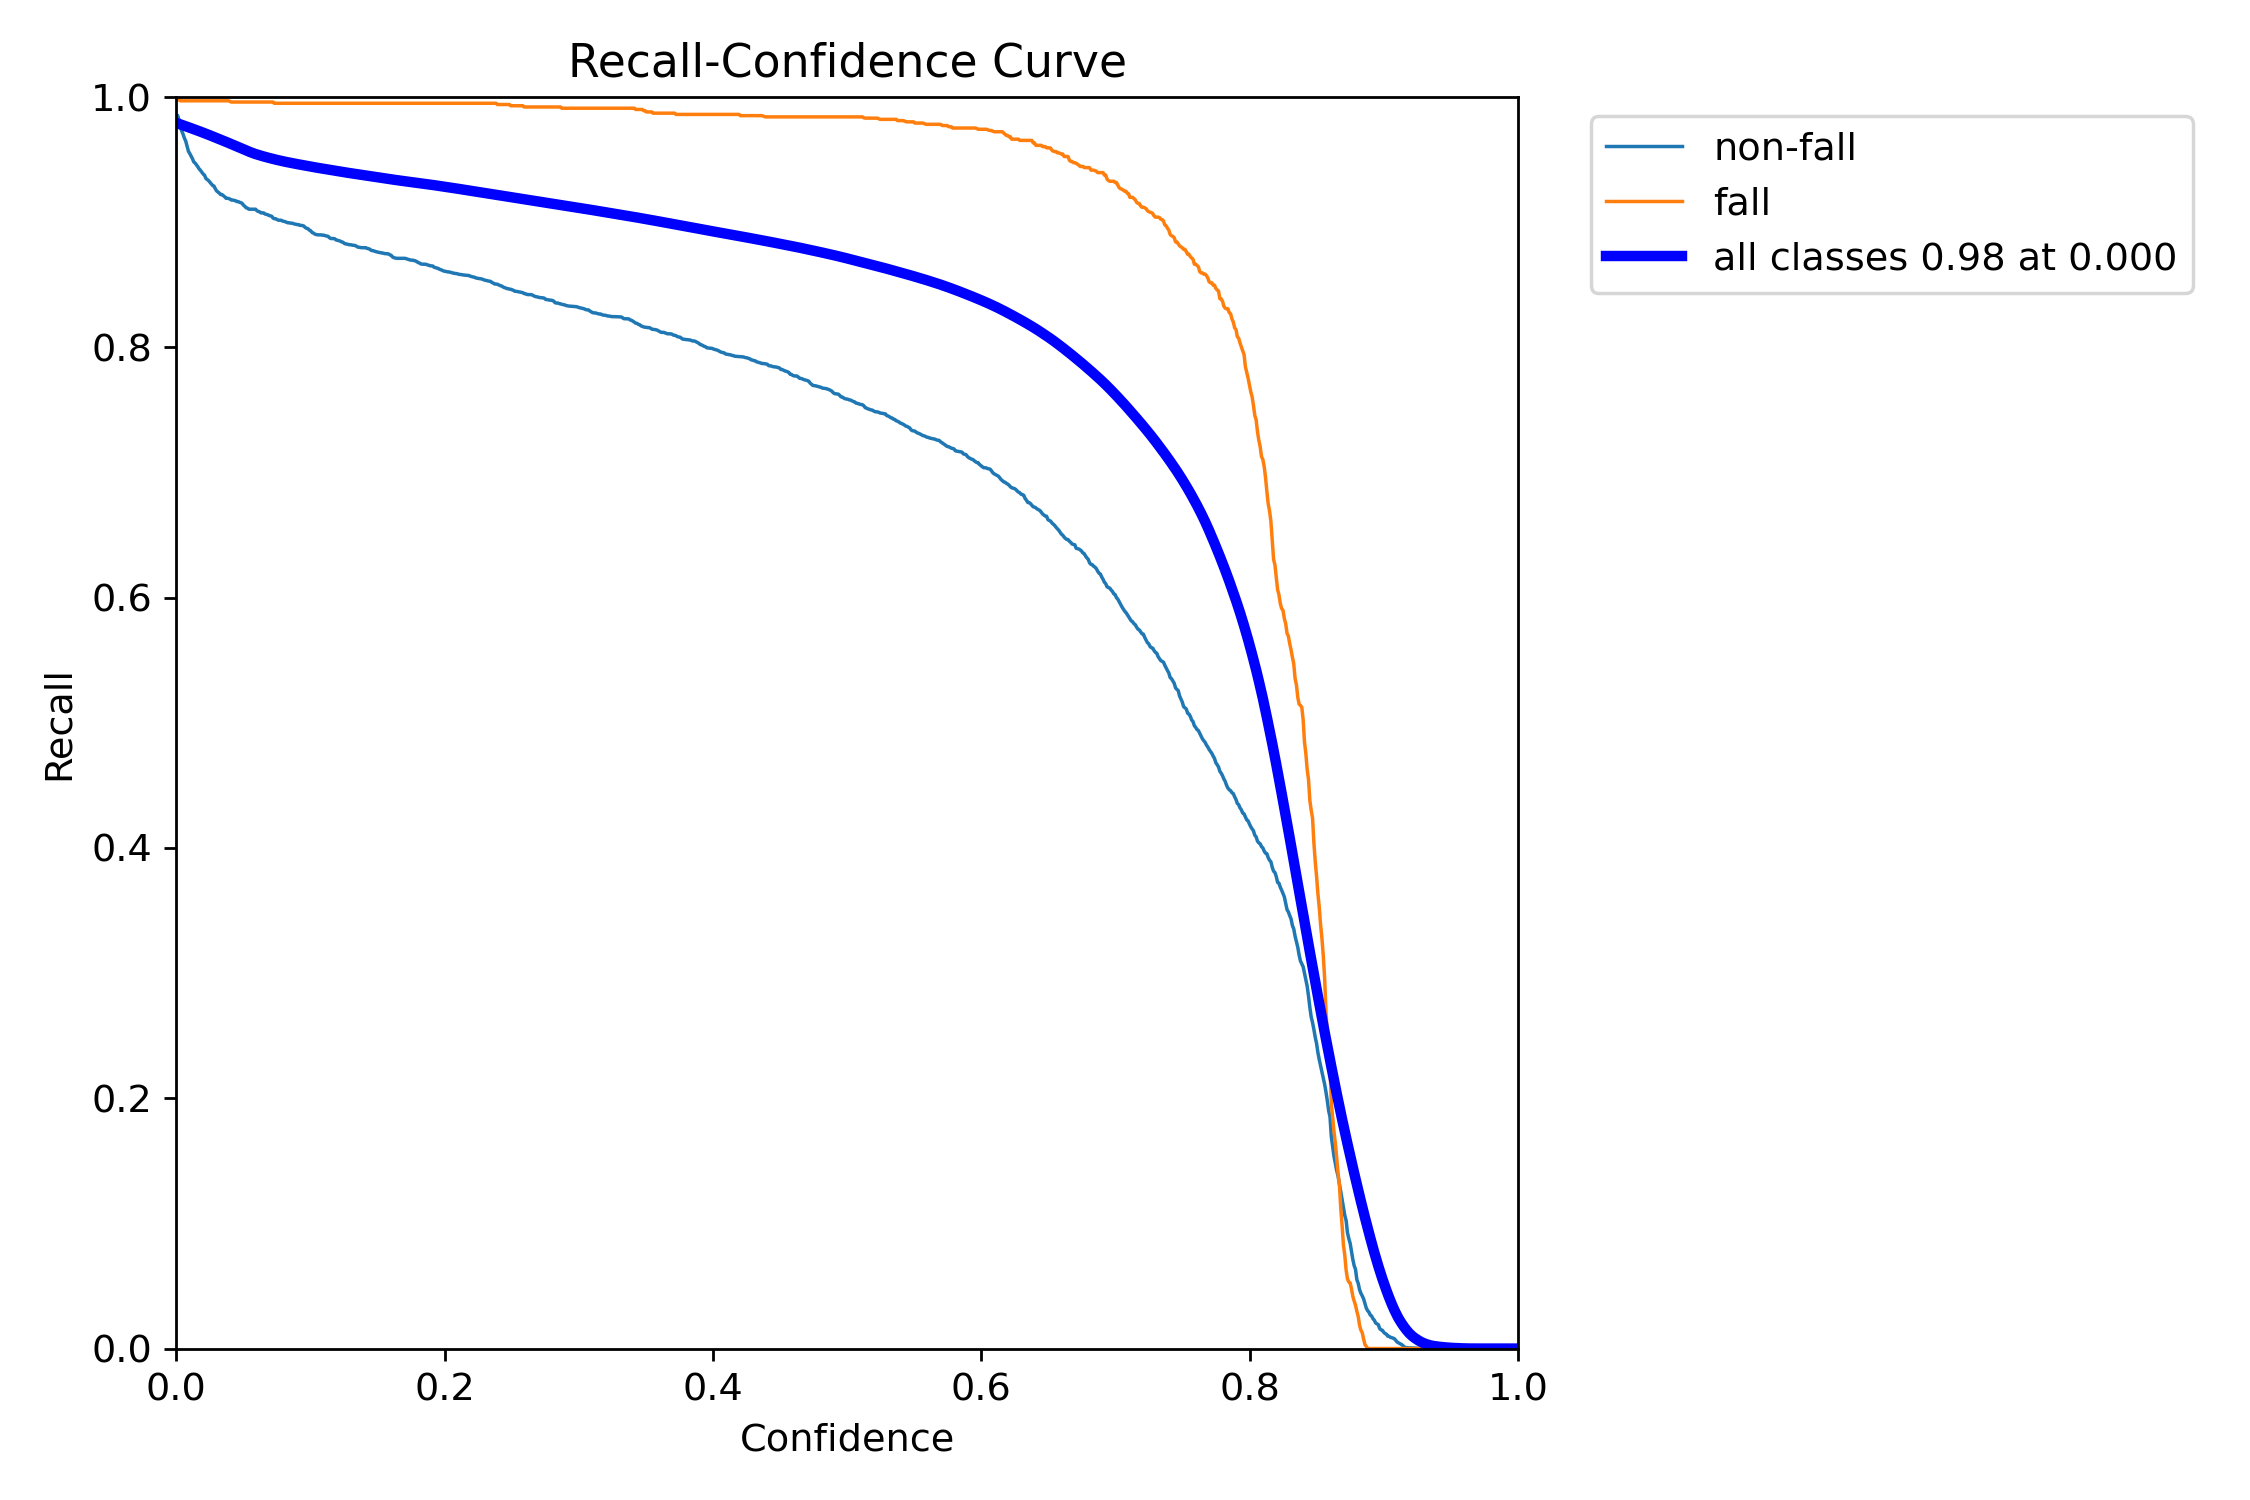 Recall-Confidence Curve
1.0
0.8
0.6
0.4
0.2
0.0
Recall
0.0 0.2 0.4 0.6 0.8 1.0
Confidence
non-fall
fall
all classes 0.98 at 0.000